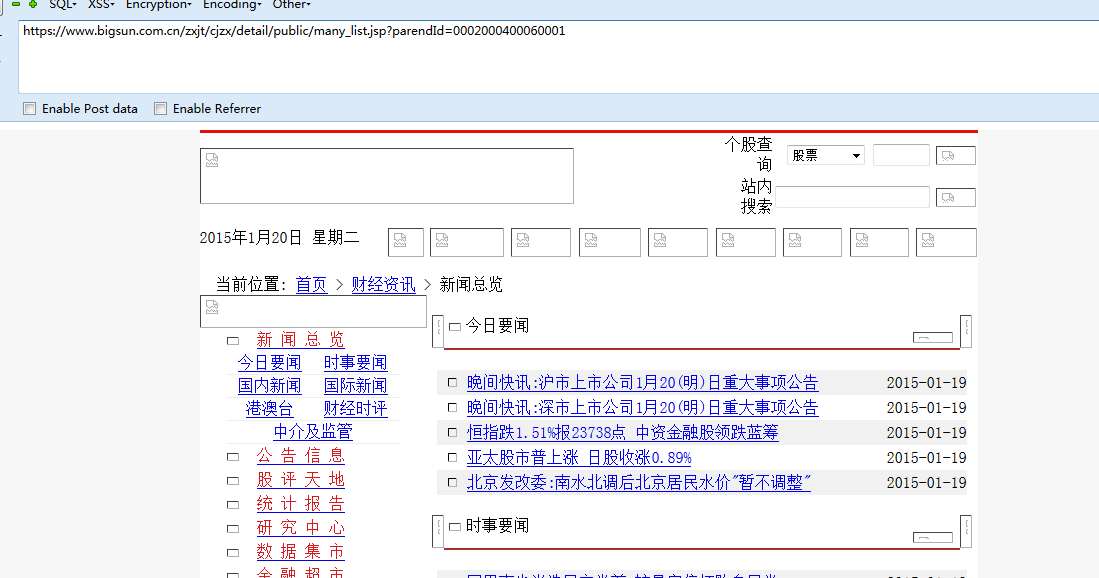 SQL▾ XSS▾ Encryption▾ Encoding▾ Other▾
https://www.bigsun.com.cn/zxjt/cjzx/detail/public/many_list.jsp?parendId=0002000400060001
Enable Post data Enable Referrer
个股查询 股票
站内搜索
2015年1月20日 星期二
当前位置: 首页 > 财经资讯 > 新闻总览
新 闻 总 览
今日要闻 时事要闻
国内新闻 国际新闻
港澳台 财经时评
中介及监管
公 告 信 息
股 评 天 地
统 计 报 告
研 究 中 心
数 据 集 市
金 融 超 市
今日要闻
晚间快讯:沪市上市公司1月20(明)日重大事项公告 2015-01-19
晚间快讯:深市上市公司1月20(明)日重大事项公告 2015-01-19
恒指跌1.51%报23738点 中资金融股领跌蓝筹 2015-01-19
亚太股市普上涨 日股收涨0.89% 2015-01-19
北京发改委:南水北调后北京居民水价"暂不调整" 2015-01-19
时事要闻